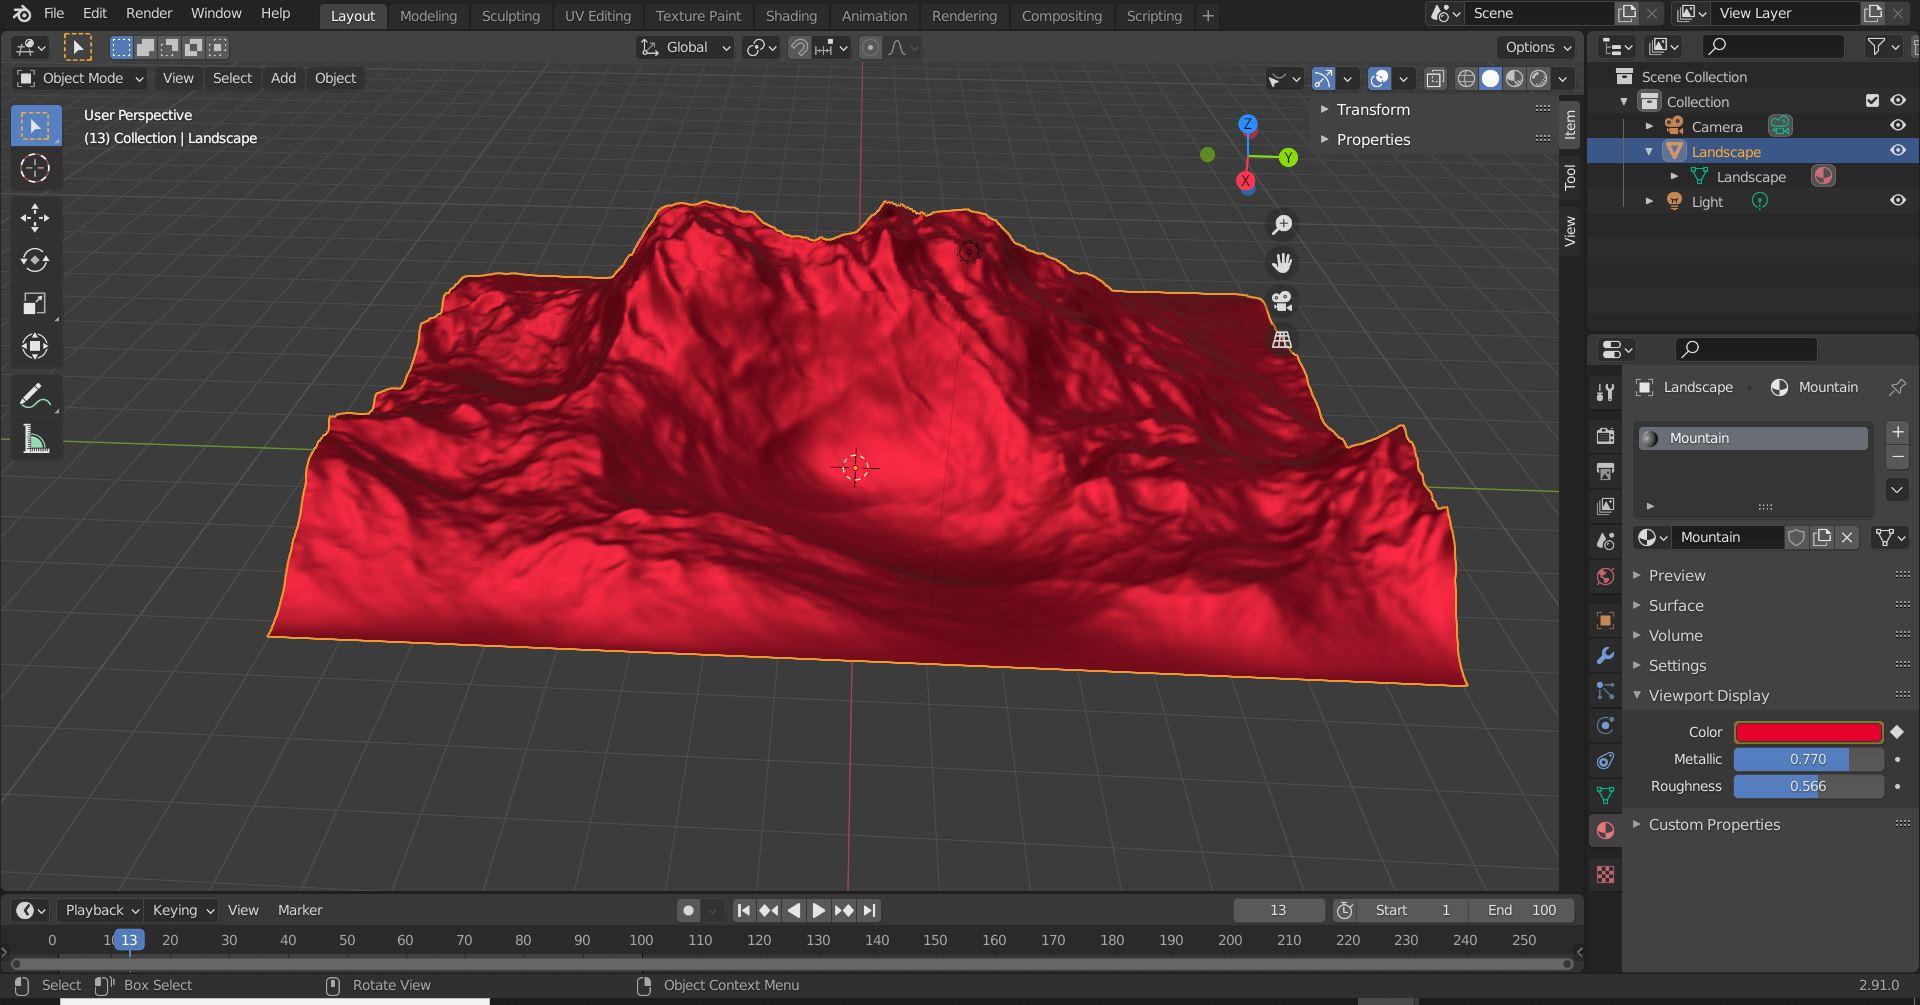 File Edit Render Window Help Layout Modeling Sculpting UV Editing Texture Paint Shading Animation Rendering Compositing Scripting + Scene View Layer
Global Options
Object Mode View Select Add Object
User Perspective
(13) Collection | Landscape
Z
Y
X
Transform
Properties
Item
Tool
View
Scene Collection
Collection
Camera
Landscape
Landscape
Light
Landscape Mountain
Mountain
Mountain
Preview
Surface
Volume
Settings
Viewport Display
Color
Metallic 0.770
Roughness 0.566
Custom Properties
Playback Keying View Marker 13 Start 1 End 100
0 10 13 20 30 40 50 60 70 80 90 100 110 120 130 140 150 160 170 180 190 200 210 220 230 240 250
Select Box Select Rotate View Object Context Menu 2.91.0